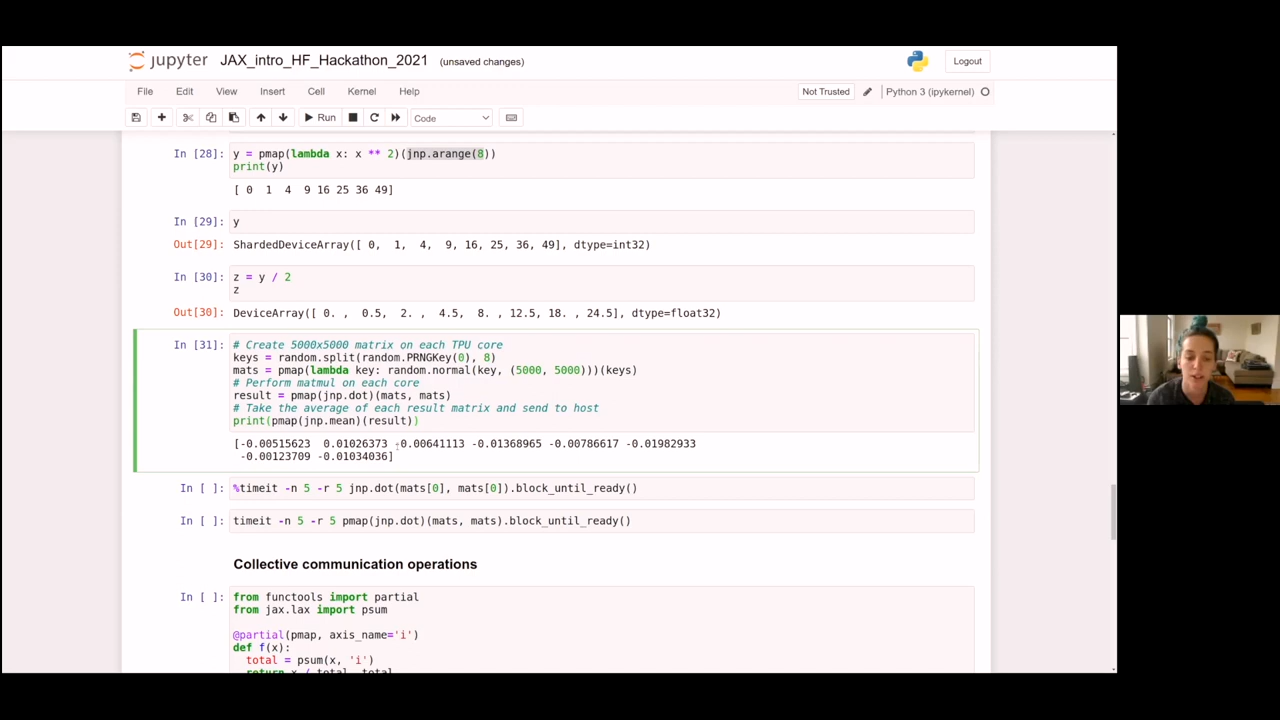 jupyter JAX_intro_HF_Hackathon_2021 (unsaved changes) Logout
File Edit View Insert Cell Kernel Help Not Trusted Python 3 (ipykernel)
Run Code
In [28]: y = pmap(lambda x: x ** 2)(jnp.arange(8))
print(y)
[ 0 1 4 9 16 25 36 49]
In [29]: y
Out[29]: ShardedDeviceArray([ 0, 1, 4, 9, 16, 25, 36, 49], dtype=int32)
In [30]: z = y / 2
z
Out[30]: DeviceArray([ 0. , 0.5, 2. , 4.5, 8. , 12.5, 18. , 24.5], dtype=float32)
In [31]: # Create 5000x5000 matrix on each TPU core
keys = random.split(random.PRNGKey(0), 8)
mats = pmap(lambda key: random.normal(key, (5000, 5000)))(keys)
# Perform matmul on each core
result = pmap(jnp.dot)(mats, mats)
# Take the average of each result matrix and send to host
print(pmap(jnp.mean)(result))
[-0.00515623 0.01026373 -0.00641113 -0.01368965 -0.00786617 -0.01982933
-0.00123709 -0.01034036]
In [ ]: %timeit -n 5 -r 5 jnp.dot(mats[0], mats[0]).block_until_ready()
In [ ]: timeit -n 5 -r 5 pmap(jnp.dot)(mats, mats).block_until_ready()
Collective communication operations
In [ ]: from functools import partial
from jax.lax import psum
@partial(pmap, axis_name='i')
def f(x):
total = psum(x, 'i')
return x / total, total